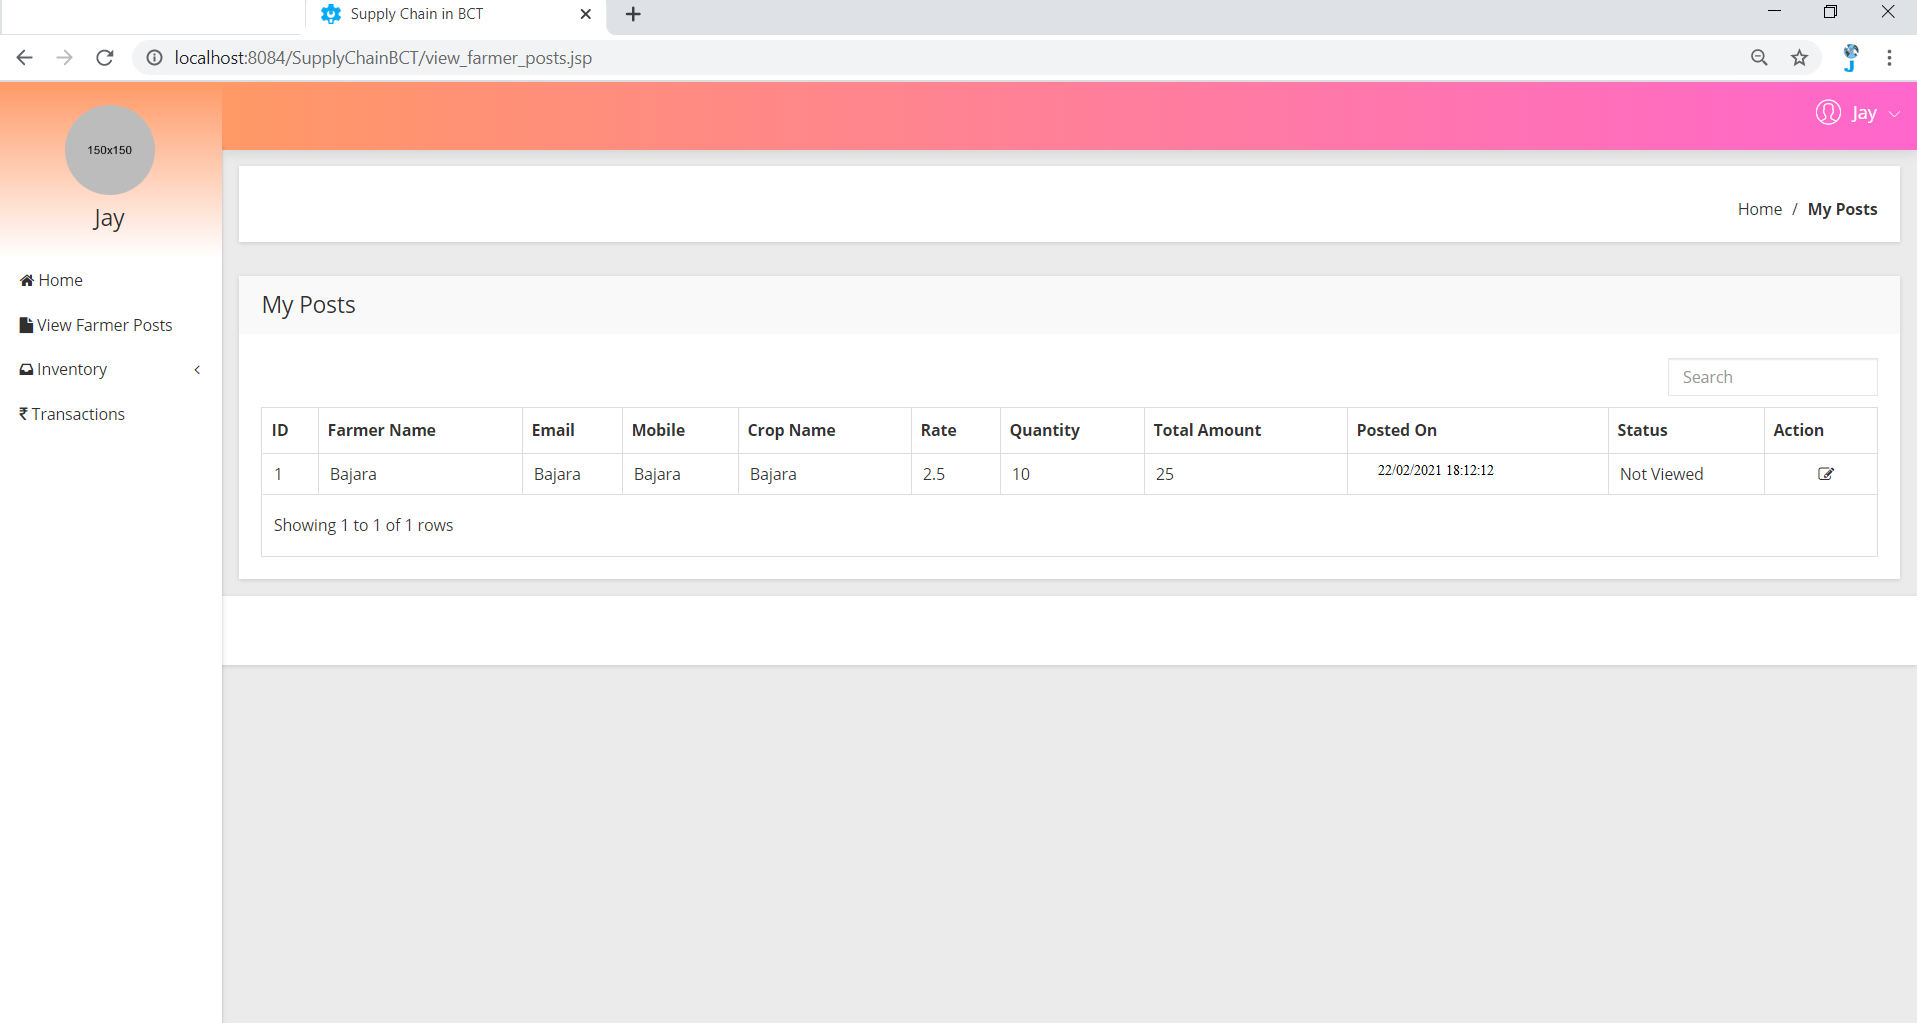 Supply Chain in BCT
localhost:8084/SupplyChainBCT/view_farmer_posts.jsp
Jay
150x150
Jay
Home / My Posts
Home
View Farmer Posts
Inventory
Transactions
My Posts
Search
ID Farmer Name Email Mobile Crop Name Rate Quantity Total Amount Posted On Status Action
1 Bajara Bajara Bajara Bajara 2.5 10 25 22/02/2021 18:12:12 Not Viewed
Showing 1 to 1 of 1 rows